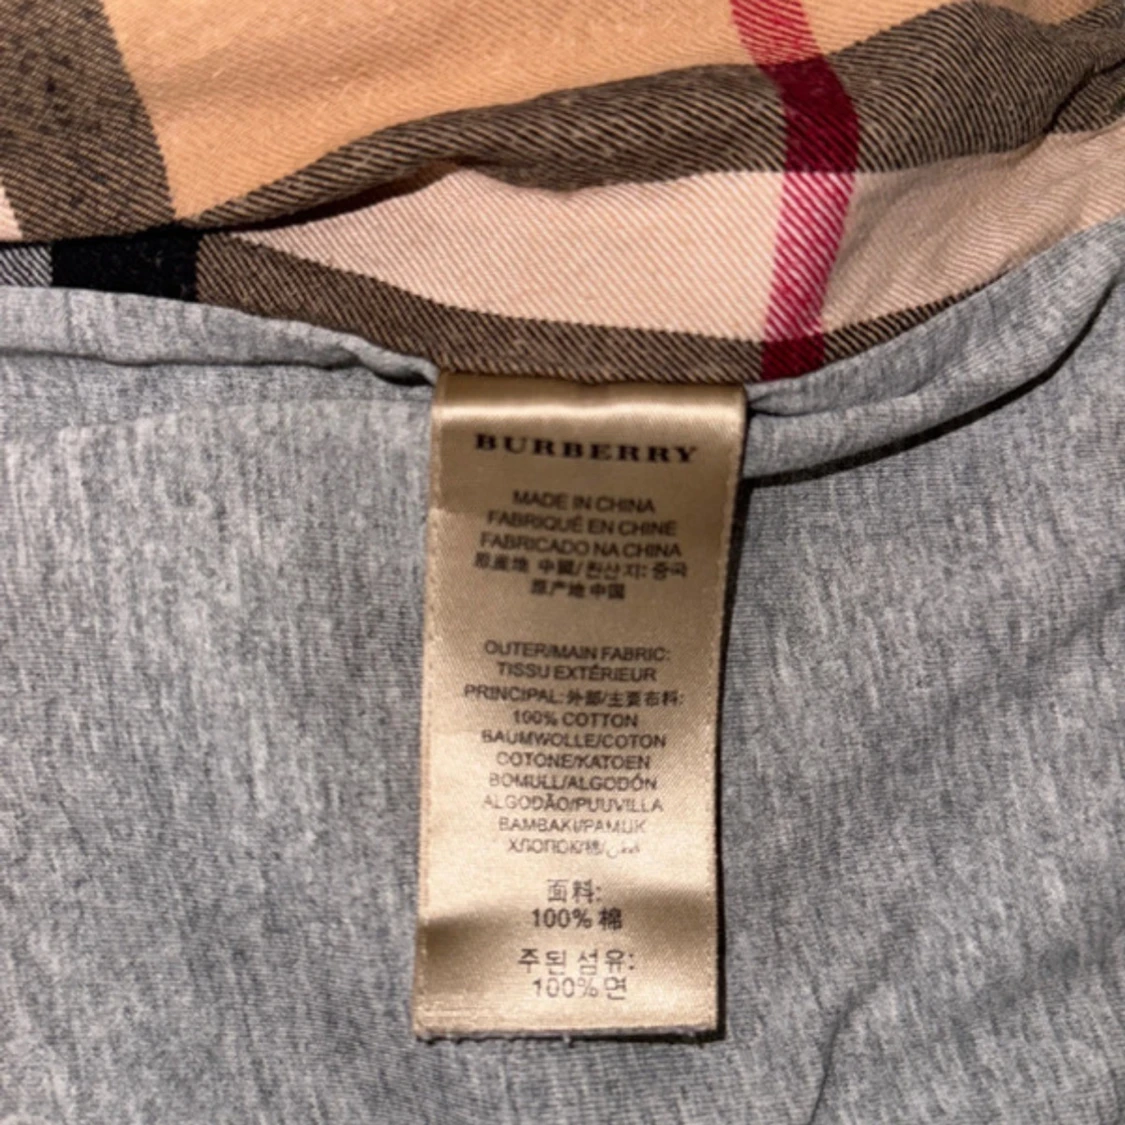 BURBERRY
MADE IN CHINA
FABRIQUÉ EN CHINE
FABRICADO NA CHINA
原産地 中國/ 원산지: 중국
原产地中国
OUTER/MAIN FABRIC:
TISSU EXTÉRIEUR
PRINCIPAL: 外部/主要布料:
100% COTTON
BAUMWOLLE/COTON
COTONE/KATOEN
BOMULL/ALGODÓN
ALGODÃO/PUUVILLA
BAMBAKI/PAMUK
ХЛОПОК/棉/
面料:
100% 棉
주된 섬유:
100% 면